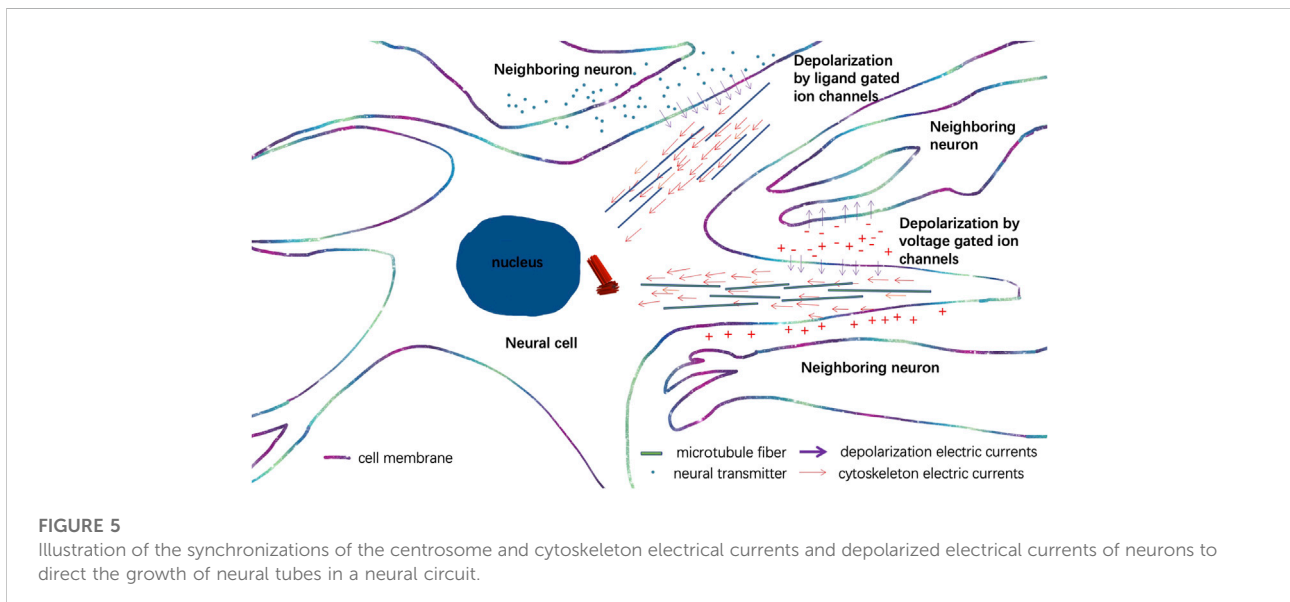 Neighboring neuron
Depolarization
by ligand gated
ion channels
Neighboring
neuron
Depolarization by
voltage gated ion
channels
nucleus
Neural cell
Neighboring neuron
cell membrane
microtubule fiber
depolarization electric currents
neural transmitter
cytoskeleton electric currents
FIGURE 5
Illustration of the synchronizations of the centrosome and cytoskeleton electrical currents and depolarized electrical currents of neurons to
direct the growth of neural tubes in a neural circuit.